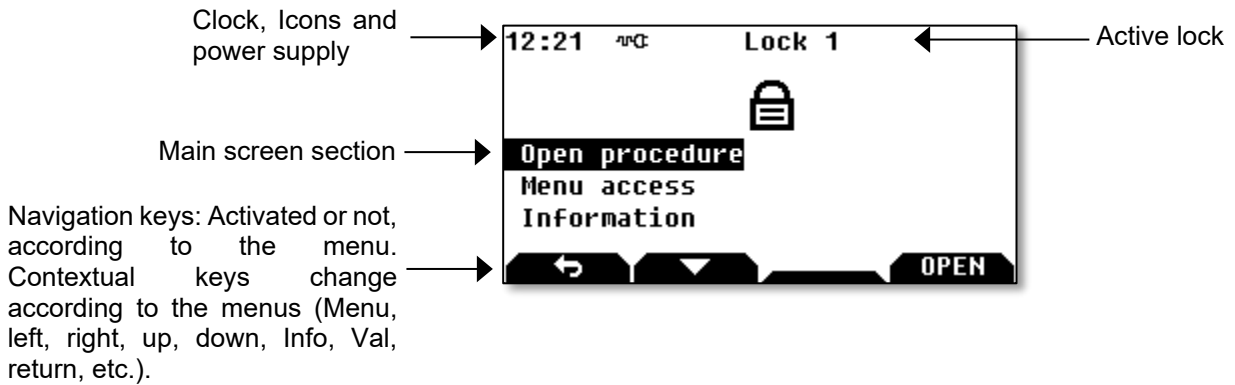 Clock, Icons and
power supply
12:21 Lock 1
Active lock
Main screen section
Open procedure
Menu access
Information
Navigation keys: Activated or not,
according to the menu.
Contextual keys change
according to the menus (Menu,
left, right, up, down, Info, Val,
return, etc.).
OPEN